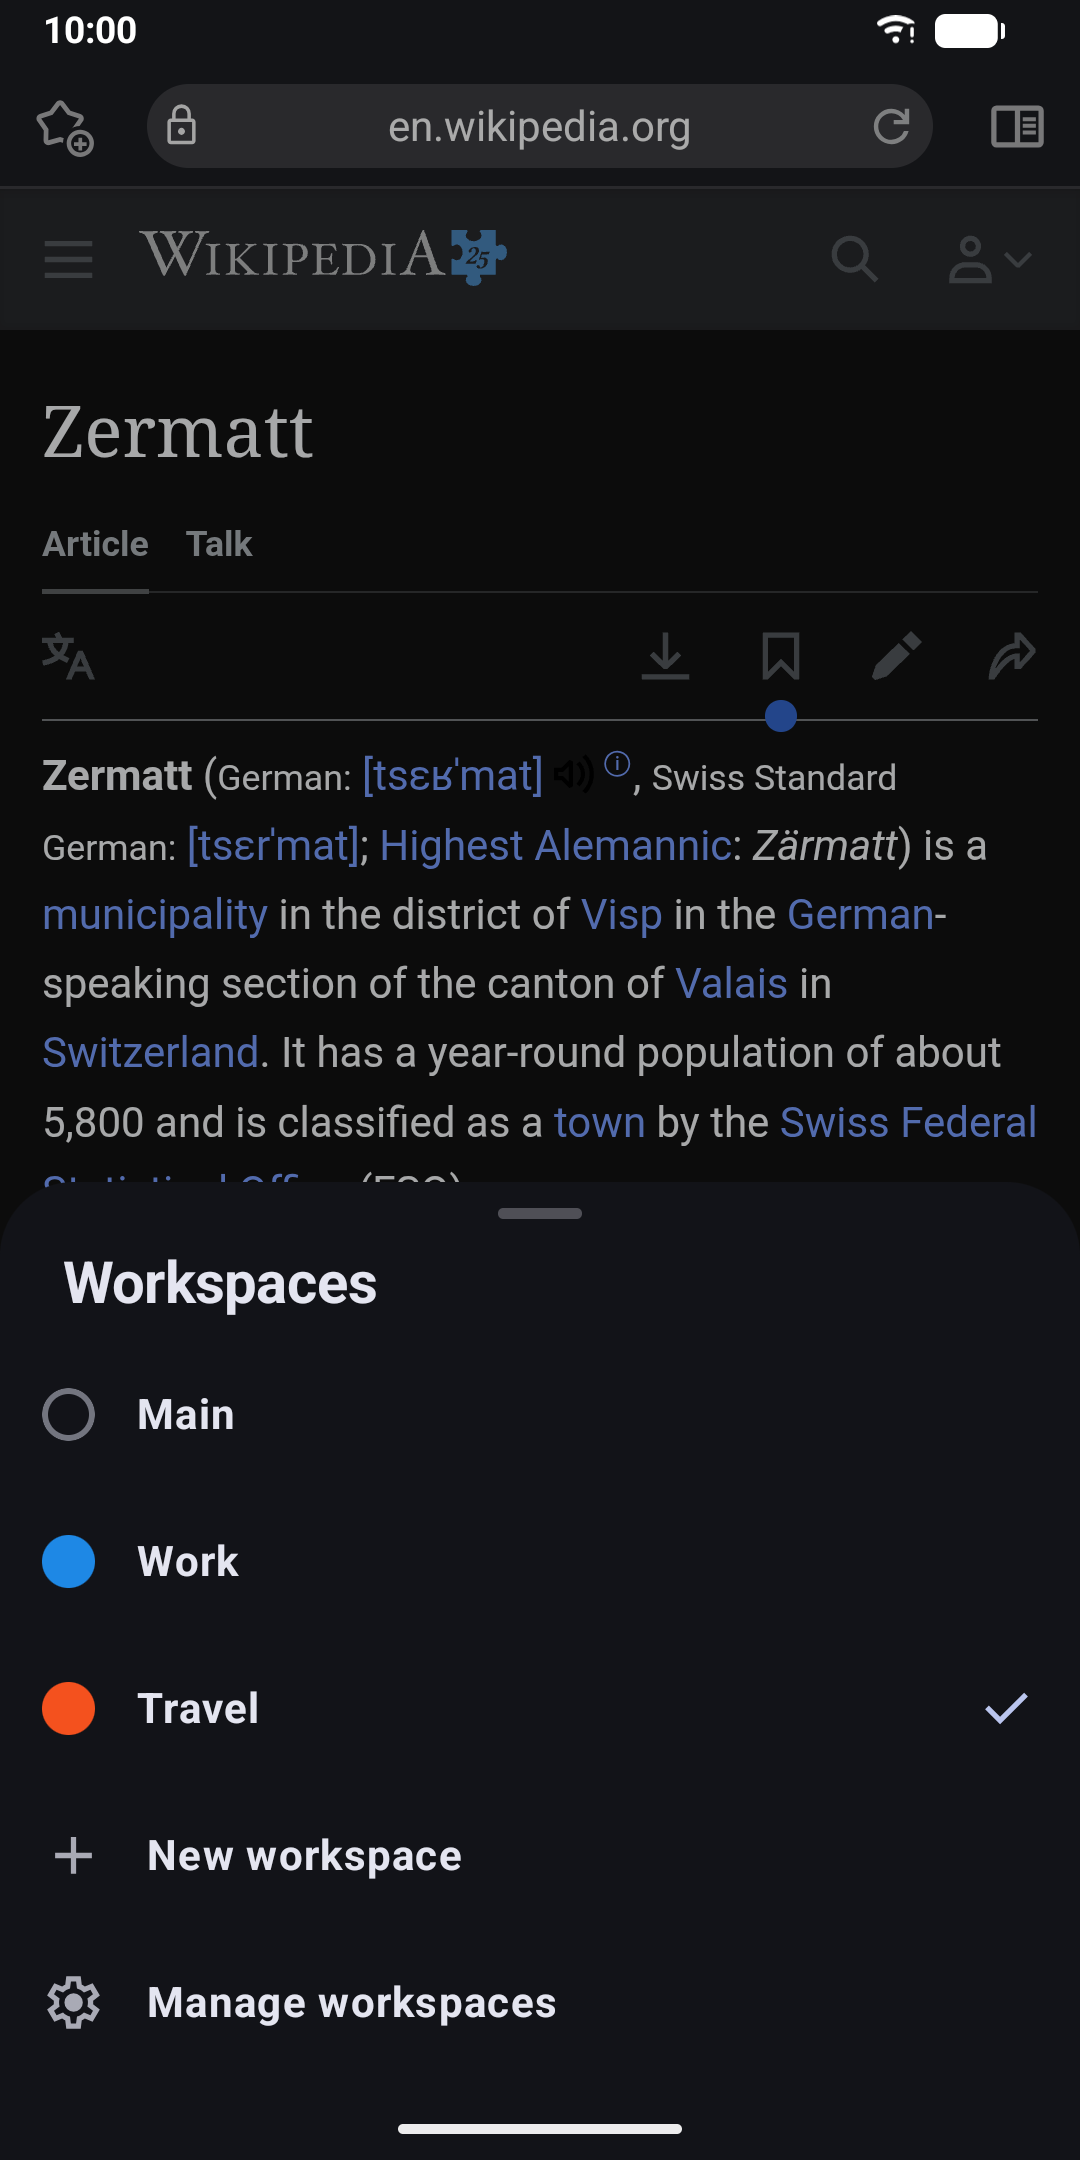 10:00
en.wikipedia.org
WIKIPEDIA 25
Zermatt
Article Talk
Zermatt (German: [tsɛʁˈmat] ⓘ, Swiss Standard
German: [tsɛrˈmat]; Highest Alemannic: Zärmatt) is a
municipality in the district of Visp in the German-
speaking section of the canton of Valais in
Switzerland. It has a year-round population of about
5,800 and is classified as a town by the Swiss Federal
Statistical Office (FSO).
Workspaces
Main
Work
Travel
New workspace
Manage workspaces